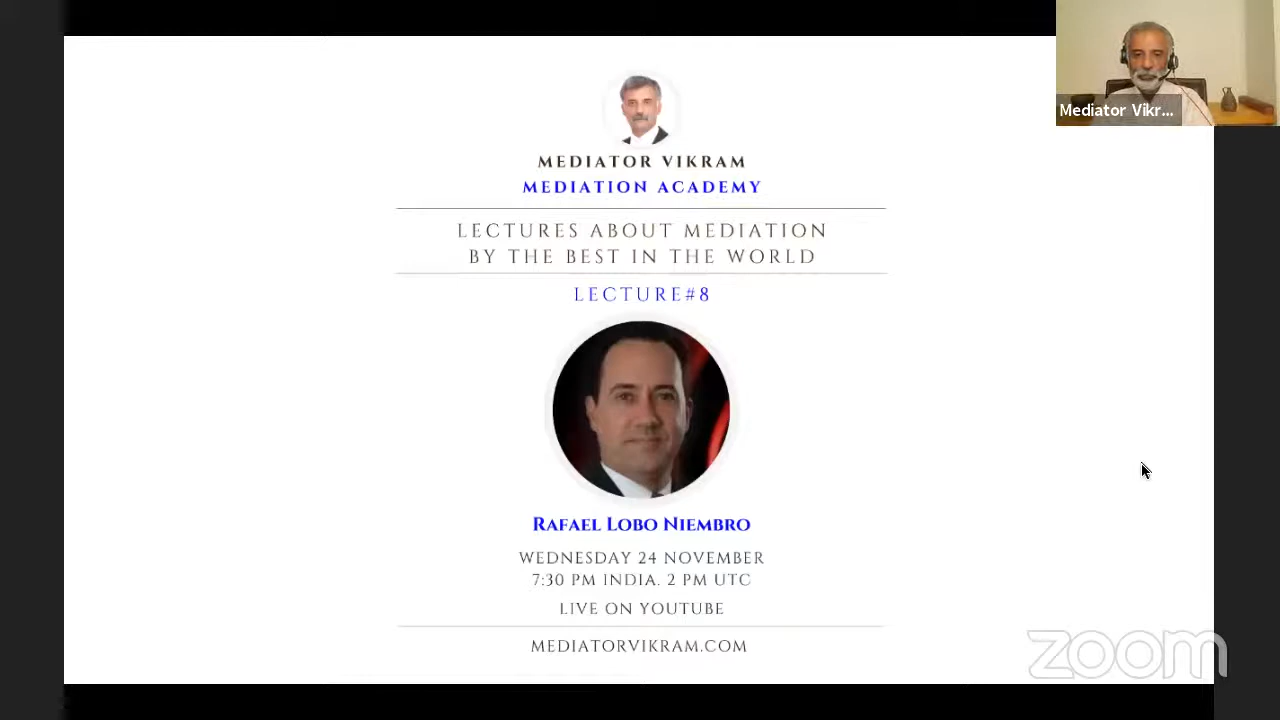 MEDIATOR VIKRAM
MEDIATION ACADEMY
LECTURES ABOUT MEDIATION
BY THE BEST IN THE WORLD
LECTURE#8
RAFAEL LOBO NIEMBRO
WEDNESDAY 24 NOVEMBER
7:30 PM INDIA. 2 PM UTC
LIVE ON YOUTUBE
MEDIATORVIKRAM.COM
Mediator Vikr...
zoom